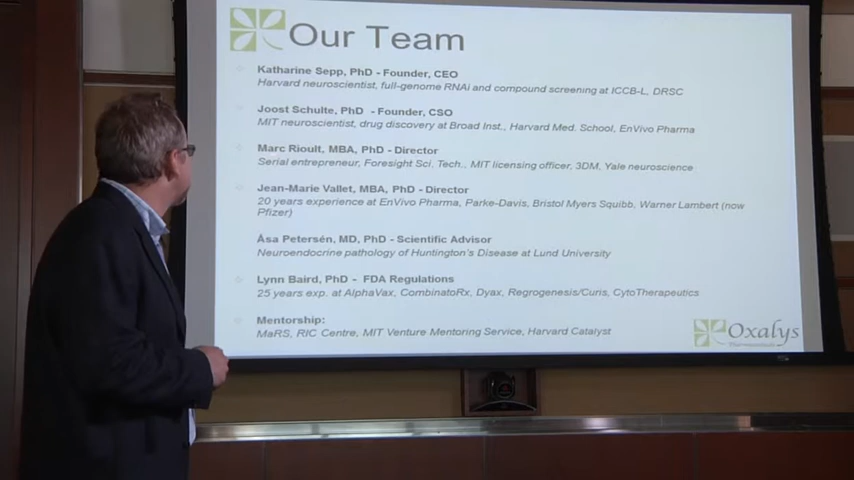 Our Team
Katharine Sepp, PhD - Founder, CEO
Harvard neuroscientist, full-genome RNAi and compound screening at ICCB-L, DRSC
Joost Schulte, PhD - Founder, CSO
MIT neuroscientist, drug discovery at Broad Inst., Harvard Med. School, EnVivo Pharma
Marc Rioult, MBA, PhD - Director
Serial entrepreneur, Foresight Sci. Tech., MIT licensing officer, 3DM, Yale neuroscience
Jean-Marie Vallet, MBA, PhD - Director
20 years experience at EnVivo Pharma, Parke-Davis, Bristol Myers Squibb, Warner Lambert (now
Pfizer)
Åsa Petersén, MD, PhD - Scientific Advisor
Neuroendocrine pathology of Huntington's Disease at Lund University
Lynn Baird, PhD - FDA Regulations
25 years exp. at AlphaVax, CombinatoRx, Dyax, Regrogenesis/Curis, CytoTherapeutics
Mentorship:
MaRS, RIC Centre, MIT Venture Mentoring Service, Harvard Catalyst
Oxalys
Pharmaceuticals